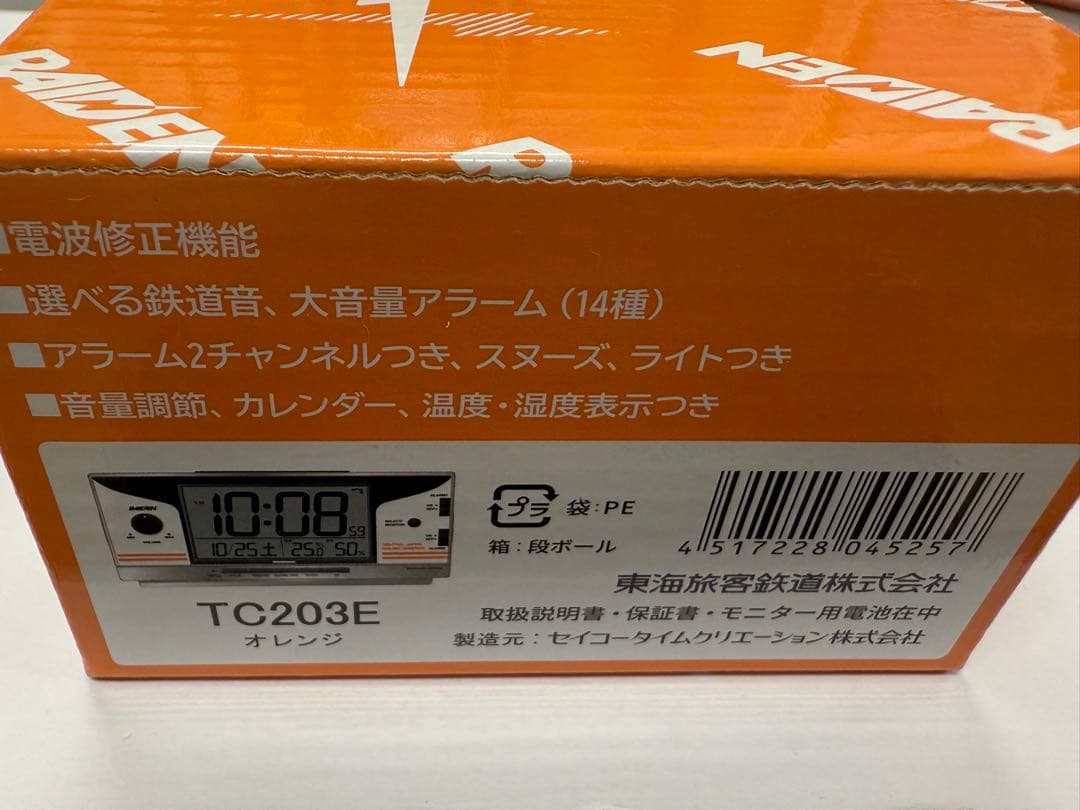 RAIDEN
RAIDEN
■電波修正機能
■選べる鉄道音、大音量アラーム（14種）
■アラーム2チャンネルつき、スヌーズ、ライトつき
■音量調節、カレンダー、温度・湿度表示つき
RAIDEN
10:08 59
10/25土 25.0 50%
TC203E
オレンジ
プラ 袋:PE
箱：段ボール
4 517228 045257
東海旅客鉄道株式会社
取扱説明書・保証書・モニター用電池在中
製造元：セイコータイムクリエーション株式会社